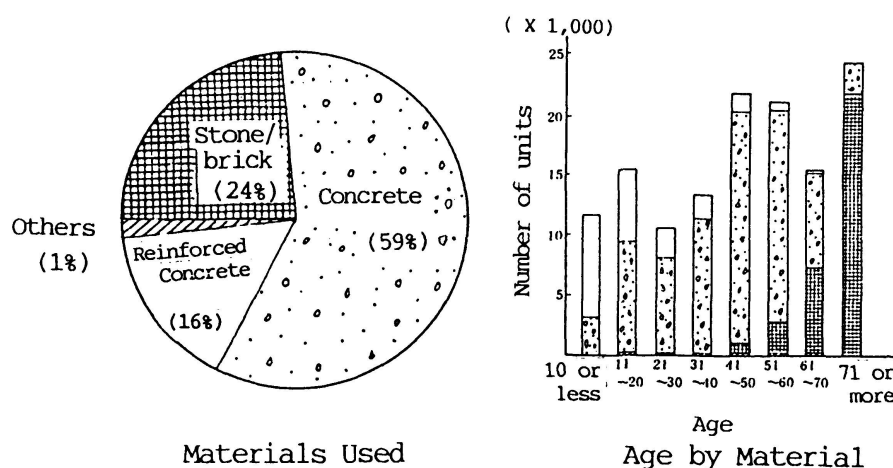 Stone/
brick
(24%)
Concrete
(59%)
Others
(1%)
Reinforced
Concrete
(16%)
Materials Used
( X 1,000)
Number of units
25
20
15
10
5
10 or
less
11
~20
21
~30
31
~40
41
~50
51
~60
61
~70
71 or
more
Age
Age by Material